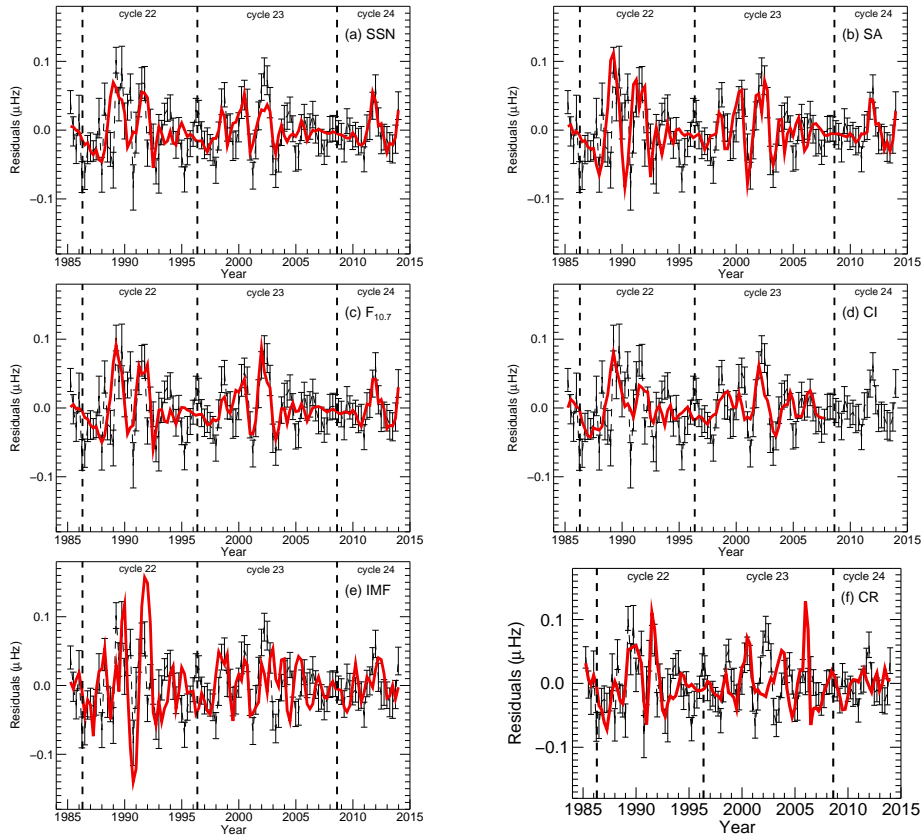 cycle 22 cycle 23 cycle 24
(a) SSN
Residuals (μHz)
0.1
0.0
−0.1
1985 1990 1995 2000 2005 2010 2015
Year
cycle 22 cycle 23 cycle 24
(b) SA
Residuals (μHz)
0.1
0.0
−0.1
1985 1990 1995 2000 2005 2010 2015
Year
cycle 22 cycle 23 cycle 24
(c) F10.7
Residuals (μHz)
0.1
0.0
−0.1
1985 1990 1995 2000 2005 2010 2015
Year
cycle 22 cycle 23 cycle 24
(d) CI
Residuals (μHz)
0.1
0.0
−0.1
1985 1990 1995 2000 2005 2010 2015
Year
cycle 22 cycle 23 cycle 24
(e) IMF
Residuals (μHz)
0.1
0.0
−0.1
1985 1990 1995 2000 2005 2010 2015
Year
cycle 22 cycle 23 cycle 24
(f) CR
Residuals (μHz)
0.1
0.0
−0.1
1985 1990 1995 2000 2005 2010 2015
Year